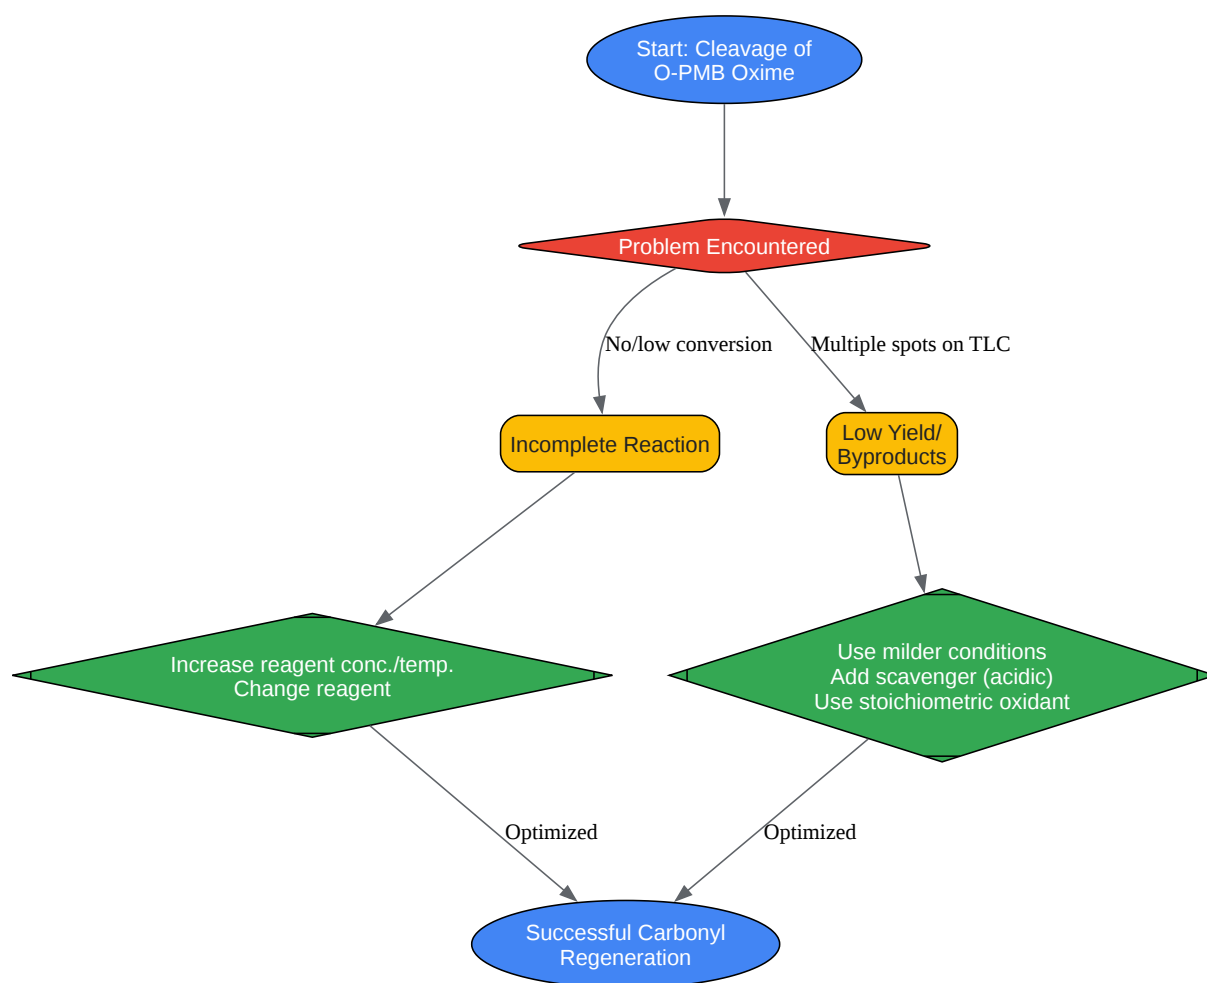 Start: Cleavage of
O-PMB Oxime
Problem Encountered
No/low conversion
Multiple spots on TLC
Incomplete Reaction
Low Yield/
Byproducts
Increase reagent conc./temp.
Change reagent
Use milder conditions
Add scavenger (acidic)
Use stoichiometric oxidant
Optimized
Optimized
Successful Carbonyl
Regeneration